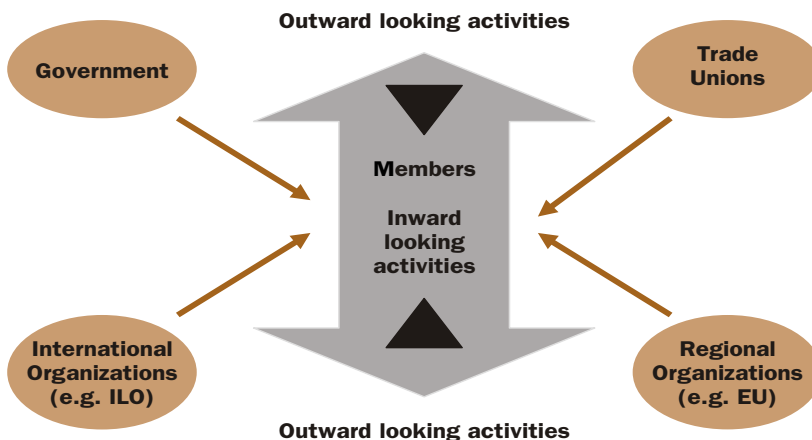 Outward looking activities
Government
Trade
Unions
Members
Inward
looking
activities
International
Organizations
(e.g. ILO)
Regional
Organizations
(e.g. EU)
Outward looking activities